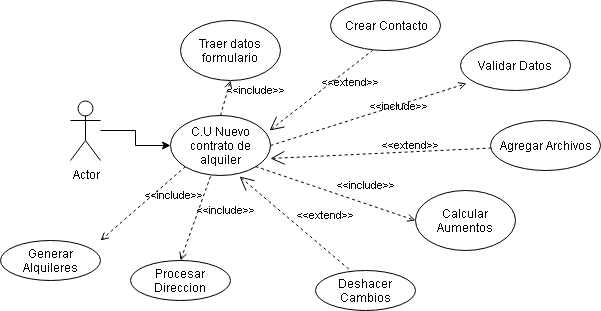 Crear Contacto
Traer datos
formulario
Validar Datos
<<extend>>
<<include>>
<<include>>
C.U Nuevo
contrato de
alquiler
<<extend>>
Agregar Archivos
Actor
<<include>>
<<include>>
<<include>>
<<extend>>
Calcular
Aumentos
Generar
Alquileres
Procesar
Direccion
Deshacer
Cambios